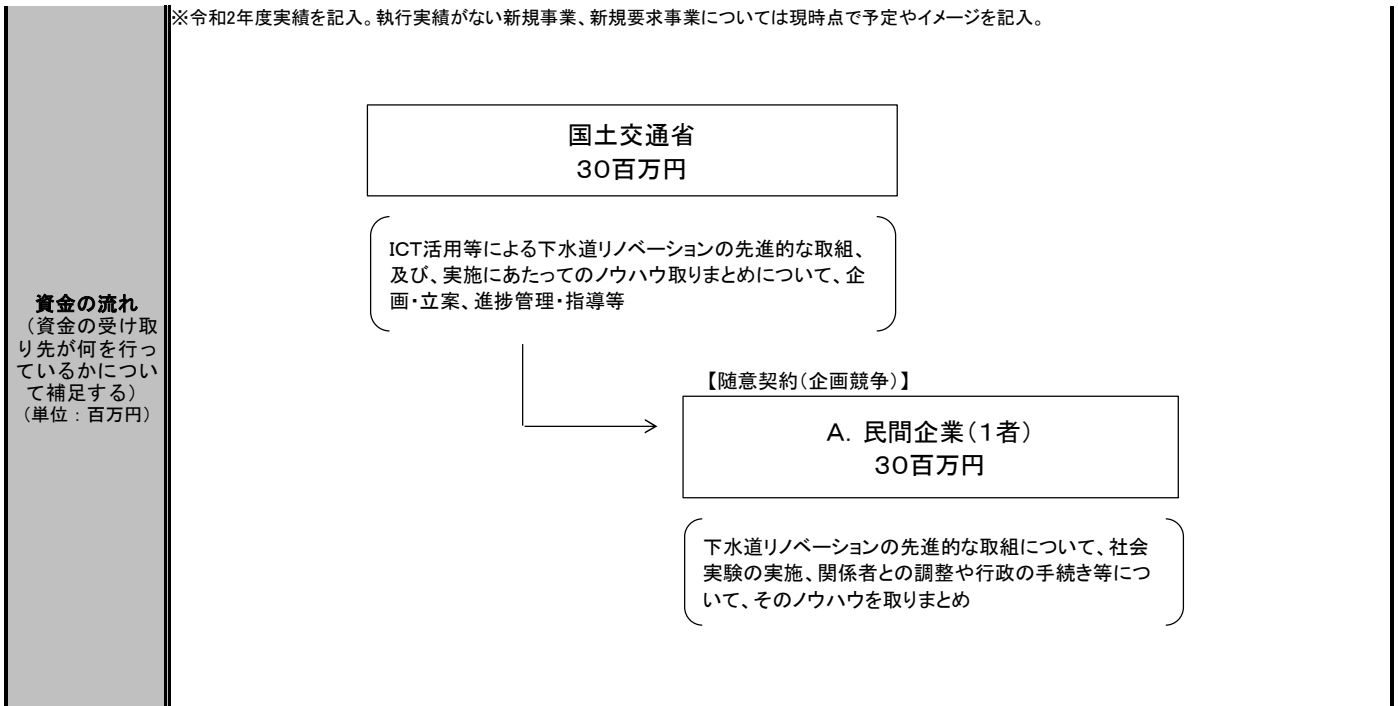 ※令和2年度実績を記入。執行実績がない新規事業、新規要求事業については現時点で予定やイメージを記入。
資金の流れ
（資金の受け取
り先が何を行っ
ているかについ
て補足する）
（単位：百万円）
国土交通省
30百万円
ICT活用等による下水道リノベーションの先進的な取組、
及び、実施にあたってのノウハウ取りまとめについて、企
画・立案、進捗管理・指導等
【随意契約（企画競争）】
A．民間企業（1者）
30百万円
下水道リノベーションの先進的な取組について、社会
実験の実施、関係者との調整や行政の手続き等につ
いて、そのノウハウを取りまとめ